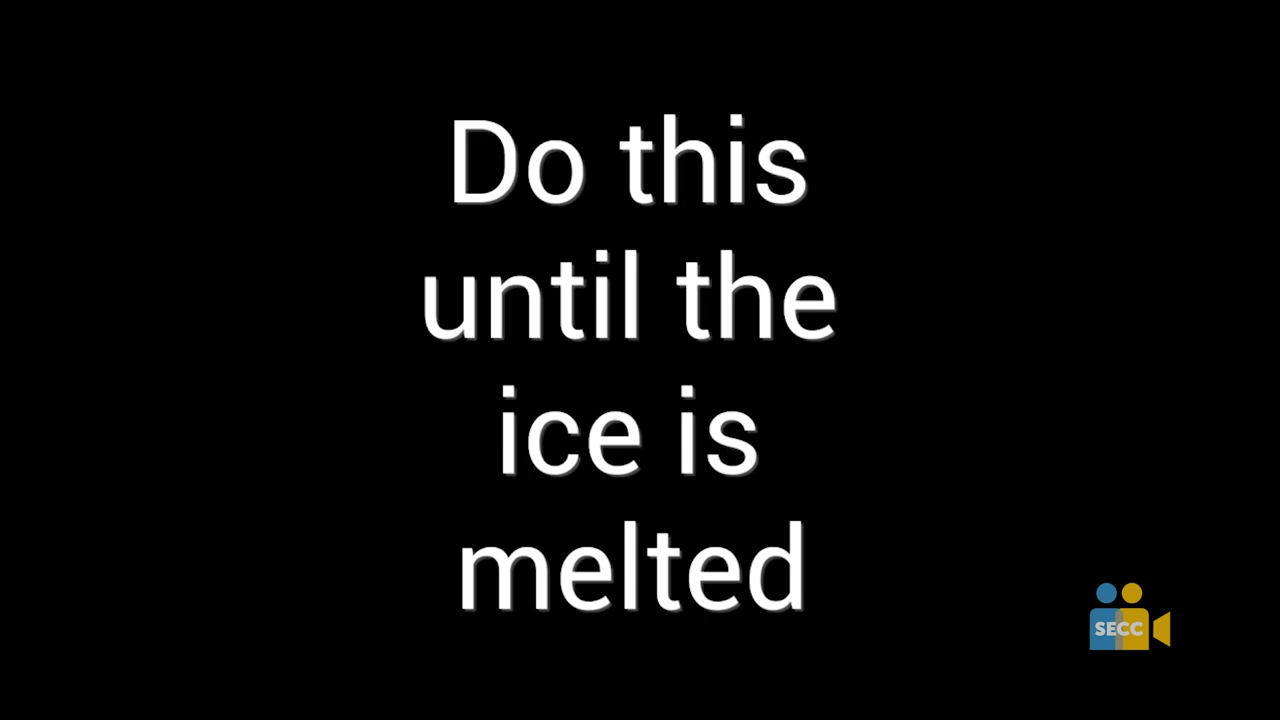 Do this
until the
ice is
melted
SECC